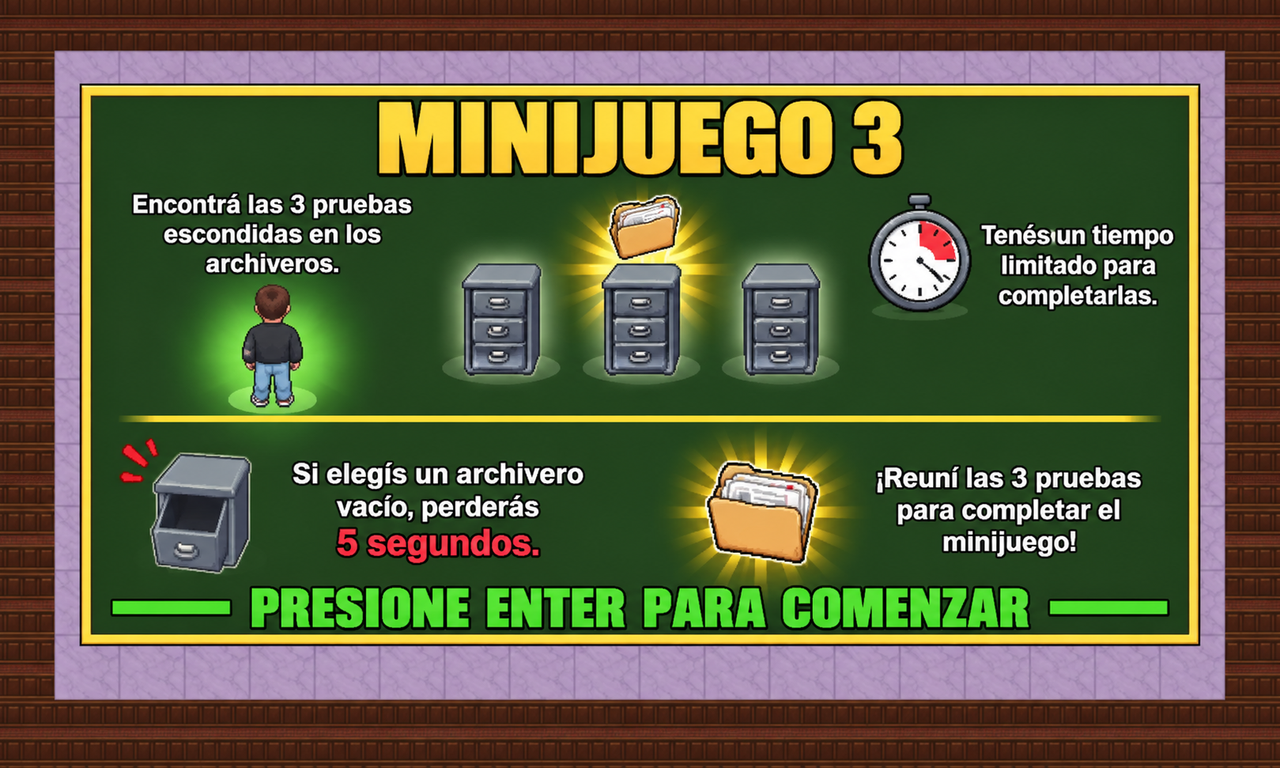 MINIJUEGO 3
Encontrá las 3 pruebas
escondidas en los
archiveros.
Tenés un tiempo
limitado para
completarlas.
Si elegís un archivero
vacío, perderás
5 segundos.
¡Reuní las 3 pruebas
para completar el
minijuego!
PRESIONE ENTER PARA COMENZAR